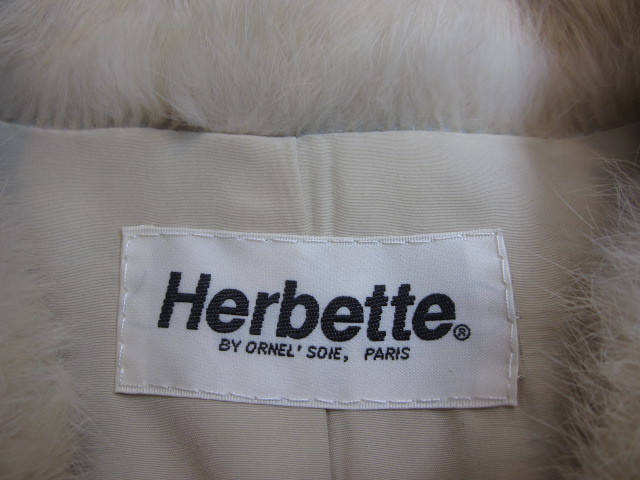 Herbette®
BY ORNEL' SOIE, PARIS